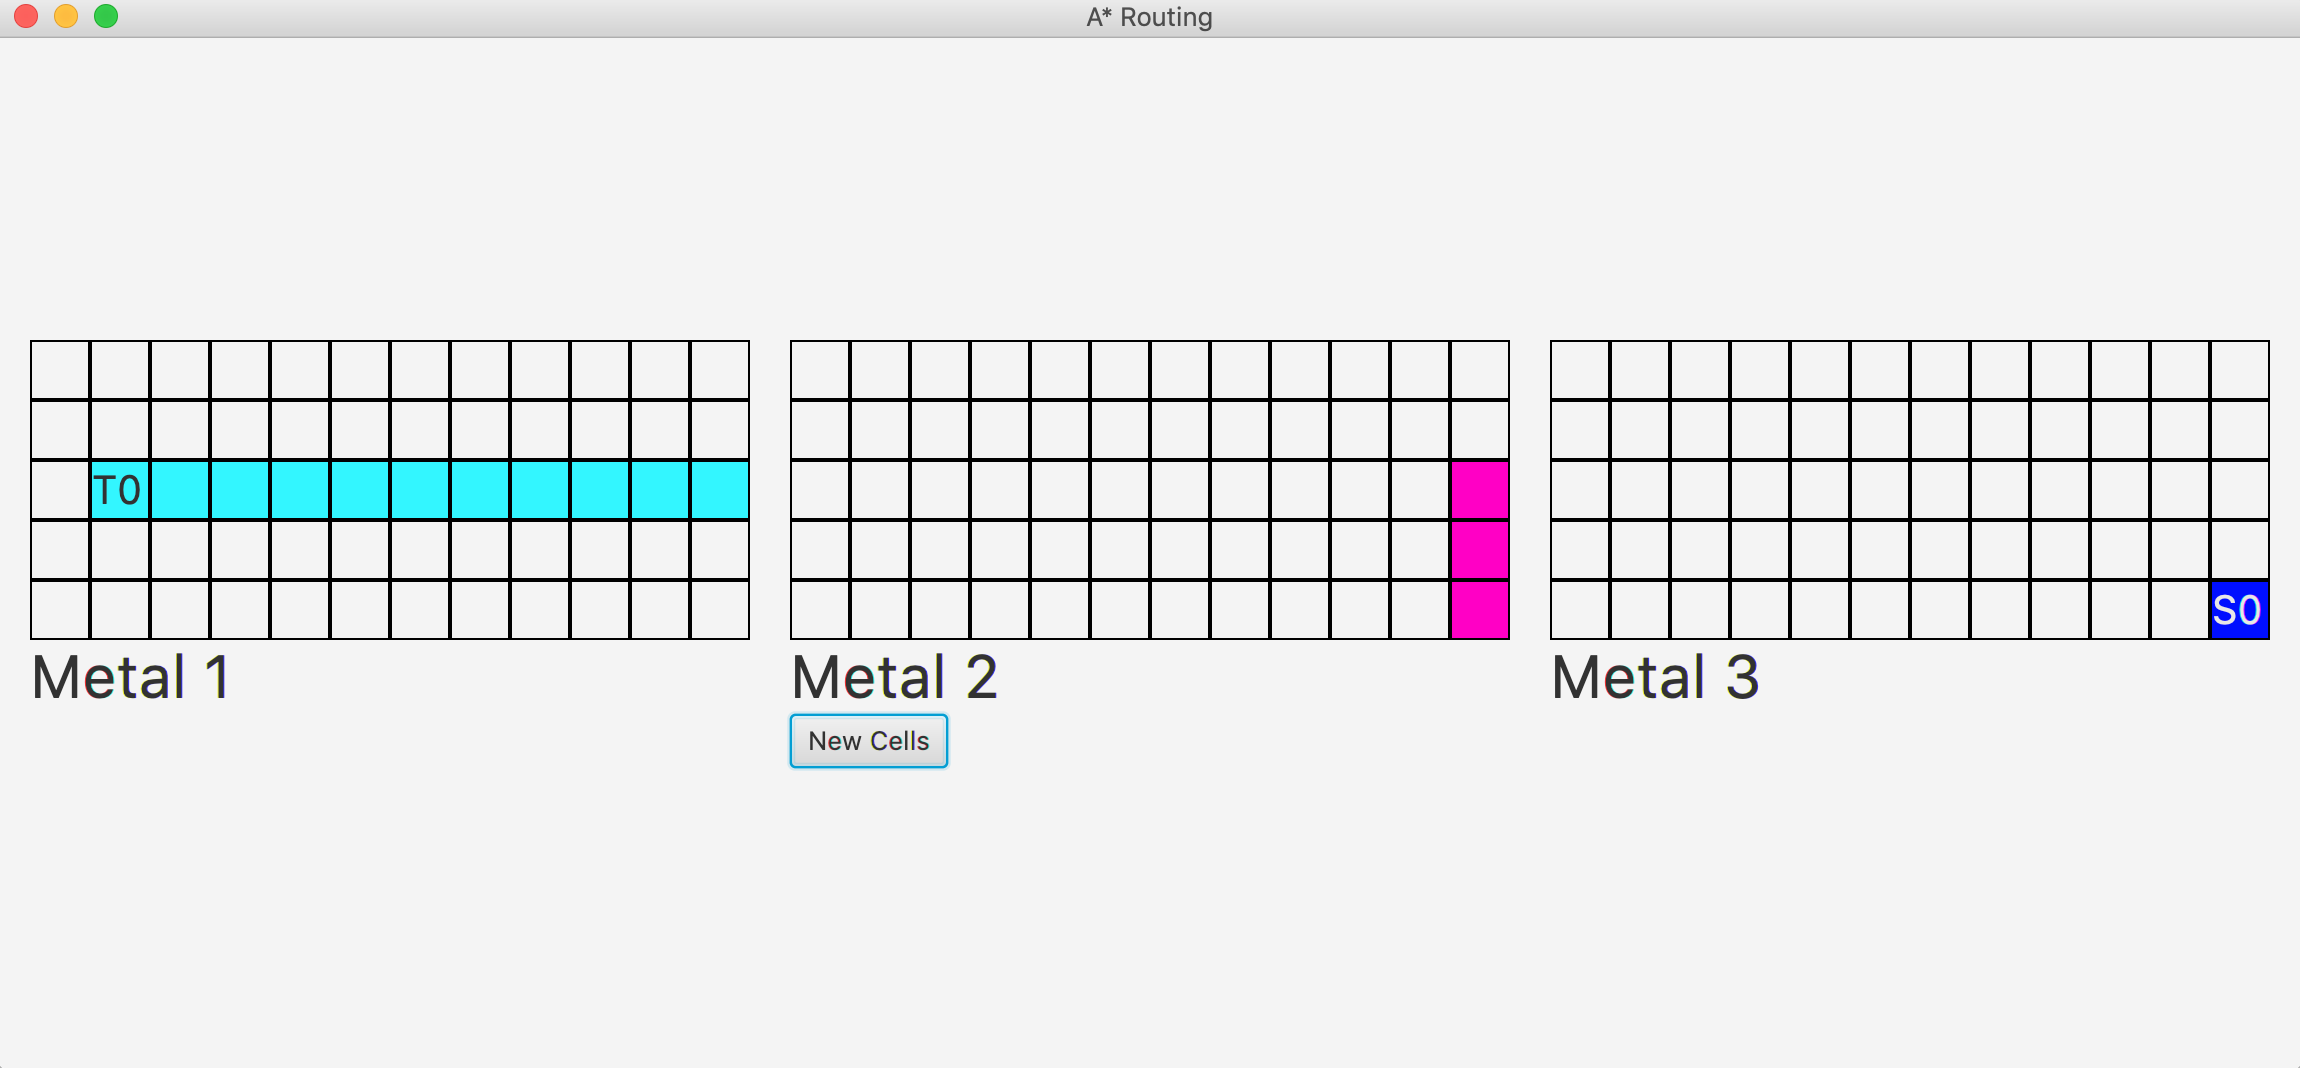 A* Routing
T0
S0
Metal 1
Metal 2
Metal 3
New Cells